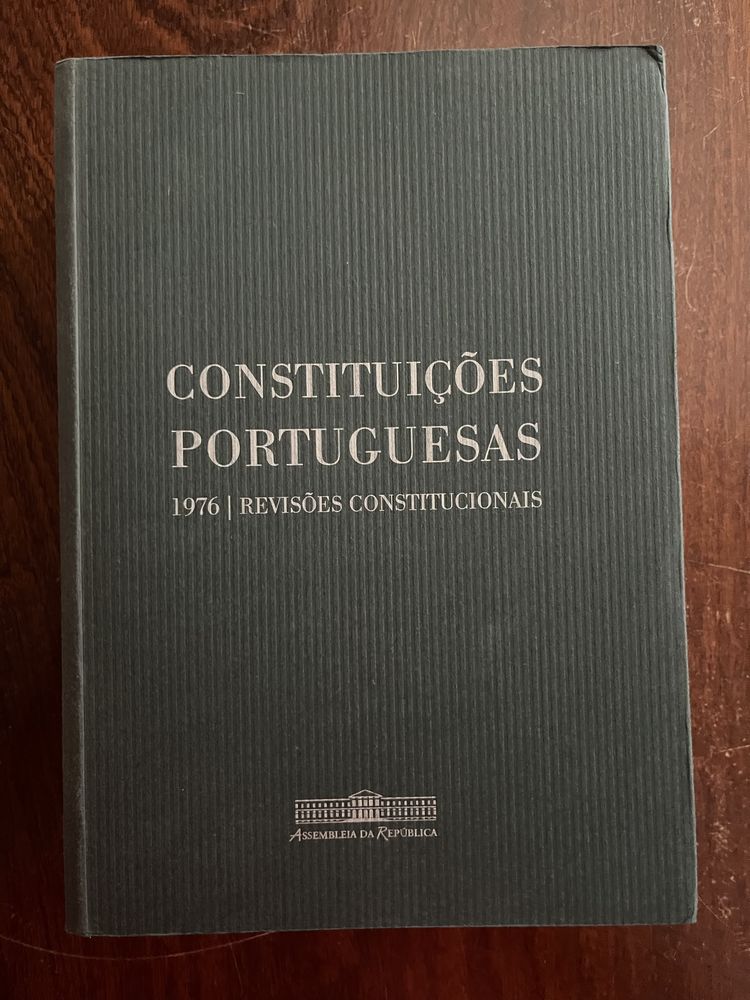 CONSTITUIÇÕES
PORTUGUESAS
1976 | REVISÕES CONSTITUCIONAIS
ASSEMBLEIA DA REPÚBLICA